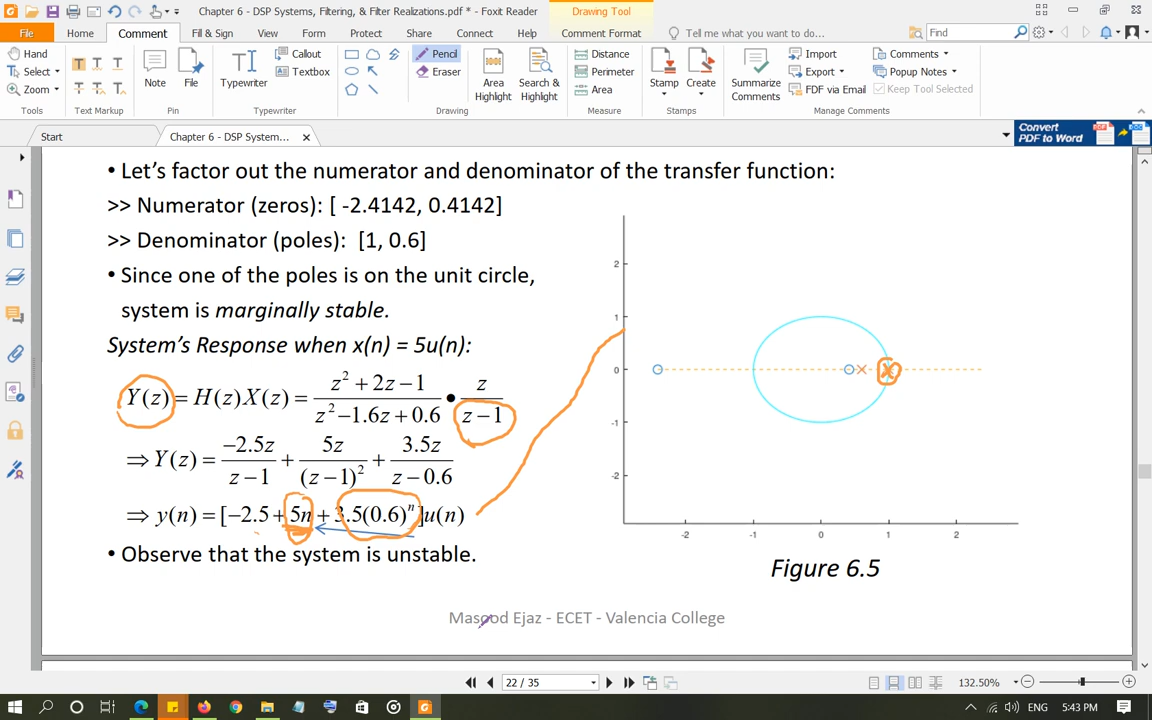 Chapter 6 - DSP Systems, Filtering, & Filter Realizations.pdf * - Foxit Reader
Drawing Tool
File Home Comment Fill & Sign View Form Protect Share Connect Help Comment Format Tell me what you want to do... Find
Hand
Select
Zoom
Tools
Text Markup
Note
File
Pin
Typewriter
Callout
Textbox
Typewriter
Pencil
Eraser
Drawing
Area Highlight
Search & Highlight
Distance
Perimeter
Area
Measure
Stamp
Create
Stamps
Summarize Comments
Import
Export
FDF via Email
Comments
Popup Notes
Keep Tool Selected
Manage Comments
Start
Chapter 6 - DSP System...
Convert
PDF to Word
• Let's factor out the numerator and denominator of the transfer function:
>> Numerator (zeros): [ -2.4142, 0.4142]
>> Denominator (poles): [1, 0.6]
• Since one of the poles is on the unit circle,
system is marginally stable.
System's Response when x(n) = 5u(n):
Y(z) = H(z)X(z) = z²+2z−1 / z²−1.6z+0.6 • z / z−1
⇒Y(z) = −2.5z / z−1 + 5z / (z−1)² + 3.5z / z−0.6
⇒ y(n) = [−2.5+5n+3.5(0.6)ⁿ]u(n)
• Observe that the system is unstable.
2
1
0
-1
-2
-2 -1 0 1 2
Figure 6.5
Masood Ejaz - ECET - Valencia College
22 / 35
132.50%
ENG 5:43 PM